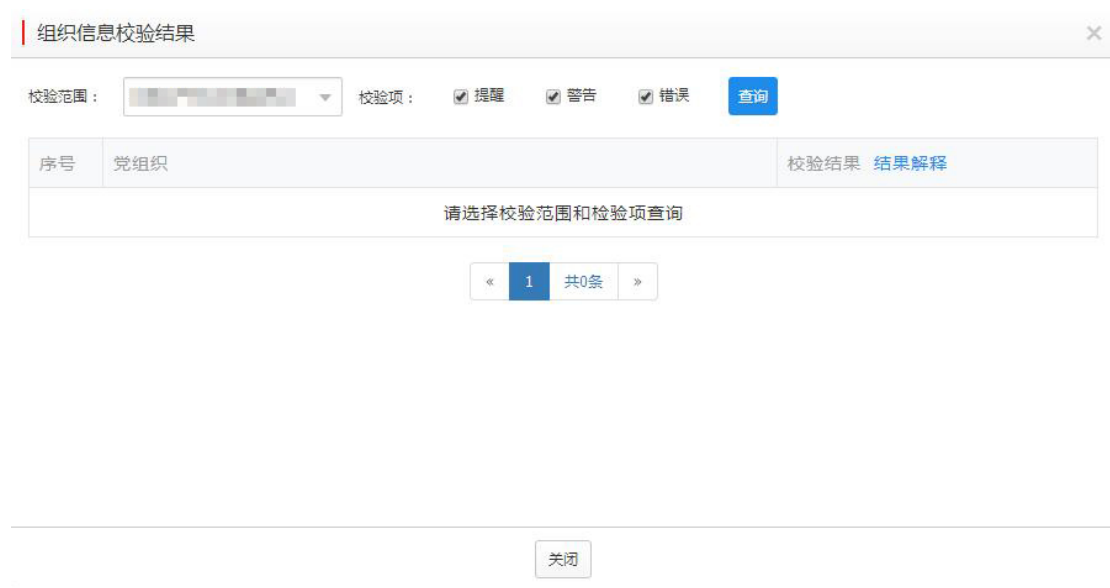 组织信息校验结果 ×
校验范围： 校验项： 提醒 警告 错误 查询
序号 党组织 校验结果 结果解释
请选择校验范围和检验项查询
« 1 共0条 »
关闭